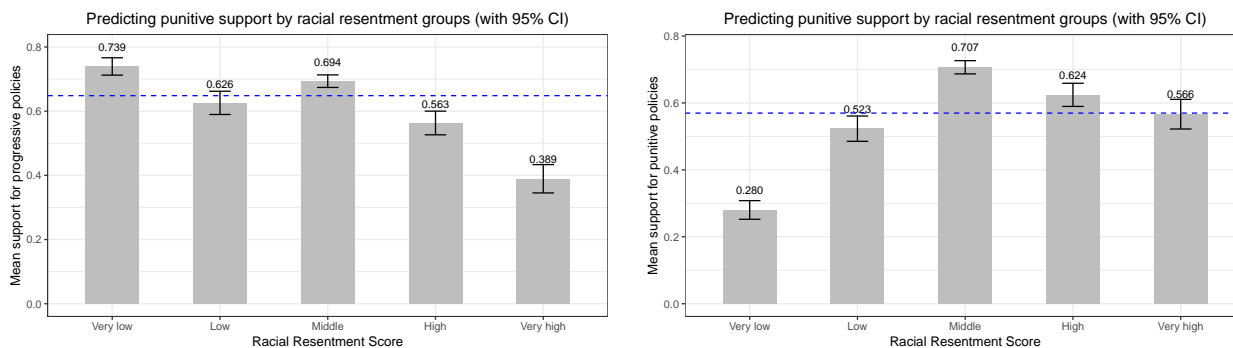 Predicting punitive support by racial resentment groups (with 95% CI)
Mean support for progressive policies
0.8
0.6
0.4
0.2
0.0
0.739
0.626
0.694
0.563
0.389
Very low
Low
Middle
High
Very high
Racial Resentment Score
Predicting punitive support by racial resentment groups (with 95% CI)
Mean support for punitive policies
0.8
0.6
0.4
0.2
0.0
0.280
0.523
0.707
0.624
0.566
Very low
Low
Middle
High
Very high
Racial Resentment Score